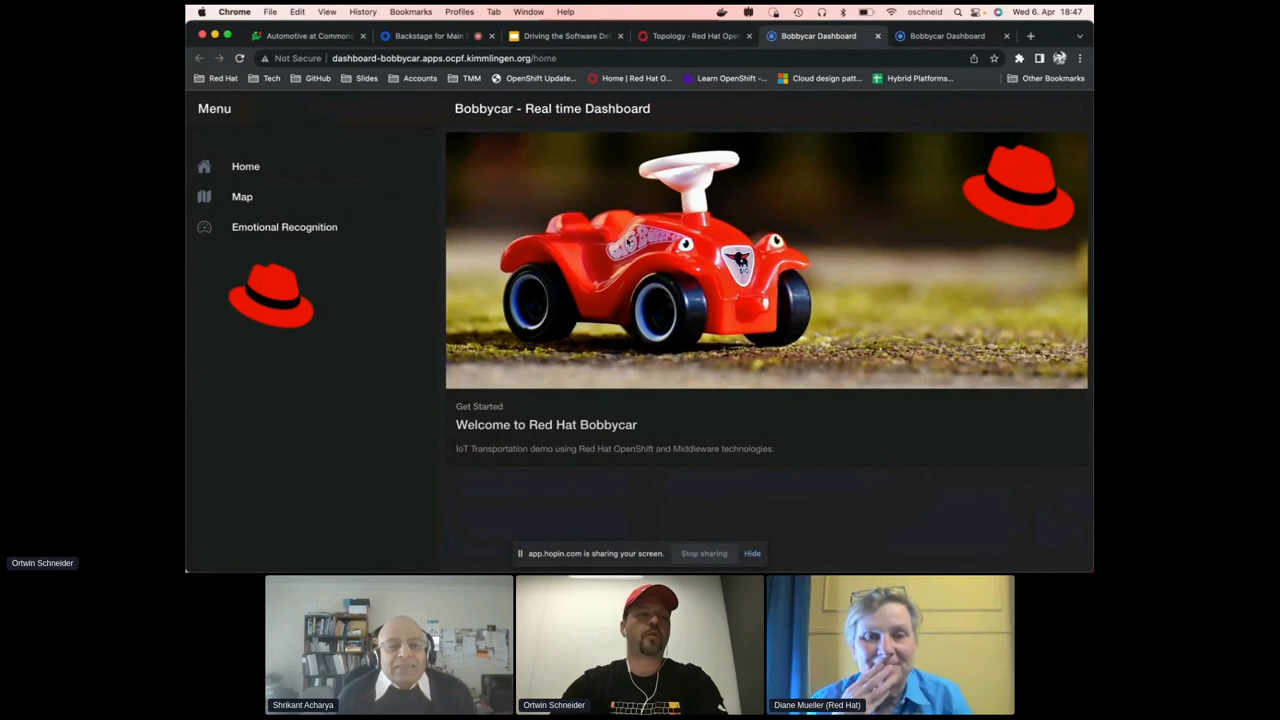 Chrome File Edit View History Bookmarks Profiles Tab Window Help oschneid Wed 6. Apr 18:47
Automotive at Common Backstage for Main Driving the Software Del Topology - Red Hat Oper Bobbycar Dashboard Bobbycar Dashboard
Not Secure dashboard-bobbycar.apps.ocpf.kimmlingen.org/home
Red Hat Tech GitHub Slides Accounts TMM OpenShift Update... Home | Red Hat O... Learn OpenShift -... Cloud design patt... Hybrid Platforms... Other Bookmarks
Menu
Bobbycar - Real time Dashboard
Home
Map
Emotional Recognition
BIG
Get Started
Welcome to Red Hat Bobbycar
IoT Transportation demo using Red Hat OpenShift and Middleware technologies.
app.hopin.com is sharing your screen. Stop sharing Hide
Ortwin Schneider
Shrikant Acharya
Ortwin Schneider
Diane Mueller (Red Hat)